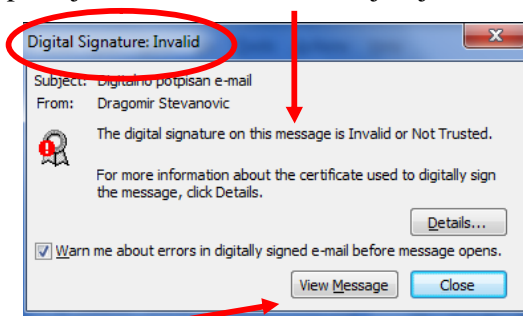 Digital Signature: Invalid
Subject: Digitalno potpisan e-mail
From: Dragomir Stevanovic
The digital signature on this message is Invalid or Not Trusted.
For more information about the certificate used to digitally sign
the message, click Details.
Details...
Warn me about errors in digitally signed e-mail before message opens.
View Message Close